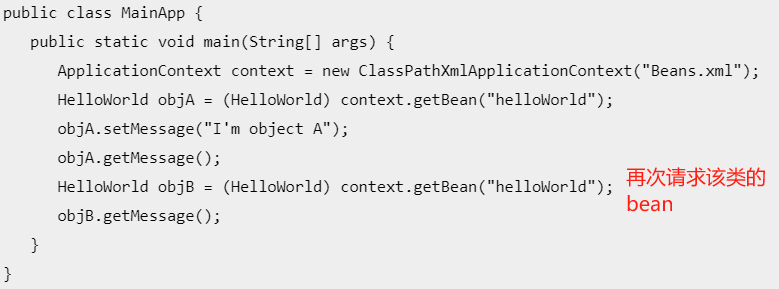 public class MainApp {
   public static void main(String[] args) {
      ApplicationContext context = new ClassPathXmlApplicationContext("Beans.xml");
      HelloWorld objA = (HelloWorld) context.getBean("helloWorld");
      objA.setMessage("I'm object A");
      objA.getMessage();
      HelloWorld objB = (HelloWorld) context.getBean("helloWorld");
再次请求该类的
bean
      objB.getMessage();
   }
}